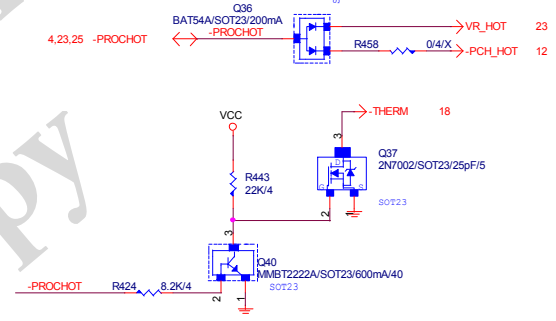 Q36
BAT54A/SOT23/200mA
4,23,25 -PROCHOT
-PROCHOT
VR_HOT 23
R458 0/4/X
-PCH_HOT 12
VCC
-THERM 18
3
Q37
2N7002/SOT23/25pF/5
D
G S
R443
22K/4
SOT23
2 1
3
Q40
MMBT2222A/SOT23/600mA/40
SOT23
-PROCHOT R424 8.2K/4
2 1
py